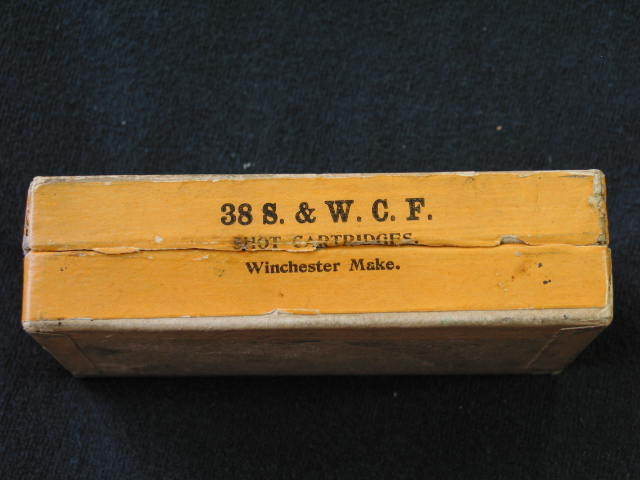 38 S. & W. C. F.
SHOT CARTRIDGES.
Winchester Make.